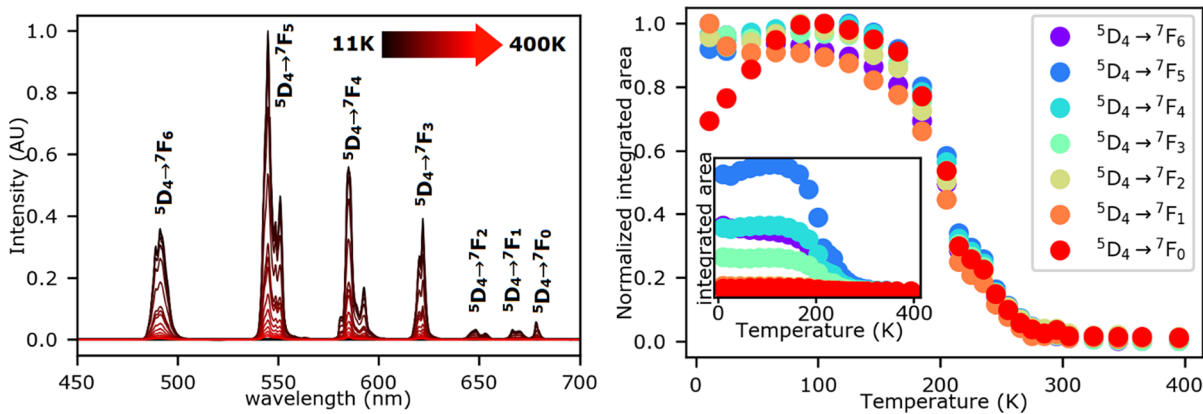 11K
400K
⁵D₄→⁷F₆
⁵D₄→⁷F₅
⁵D₄→⁷F₄
⁵D₄→⁷F₃
⁵D₄→⁷F₂
⁵D₄→⁷F₁
⁵D₄→⁷F₀
Intensity (AU)
1.0
0.8
0.6
0.4
0.2
0.0
450 500 550 600 650 700
wavelength (nm)
Normalized integrated area
1.0
0.8
0.6
0.4
0.2
0.0
⁵D₄→⁷F₆
⁵D₄→⁷F₅
⁵D₄→⁷F₄
⁵D₄→⁷F₃
⁵D₄→⁷F₂
⁵D₄→⁷F₁
⁵D₄→⁷F₀
integrated area
0 200 400
Temperature (K)
0 100 200 300 400
Temperature (K)